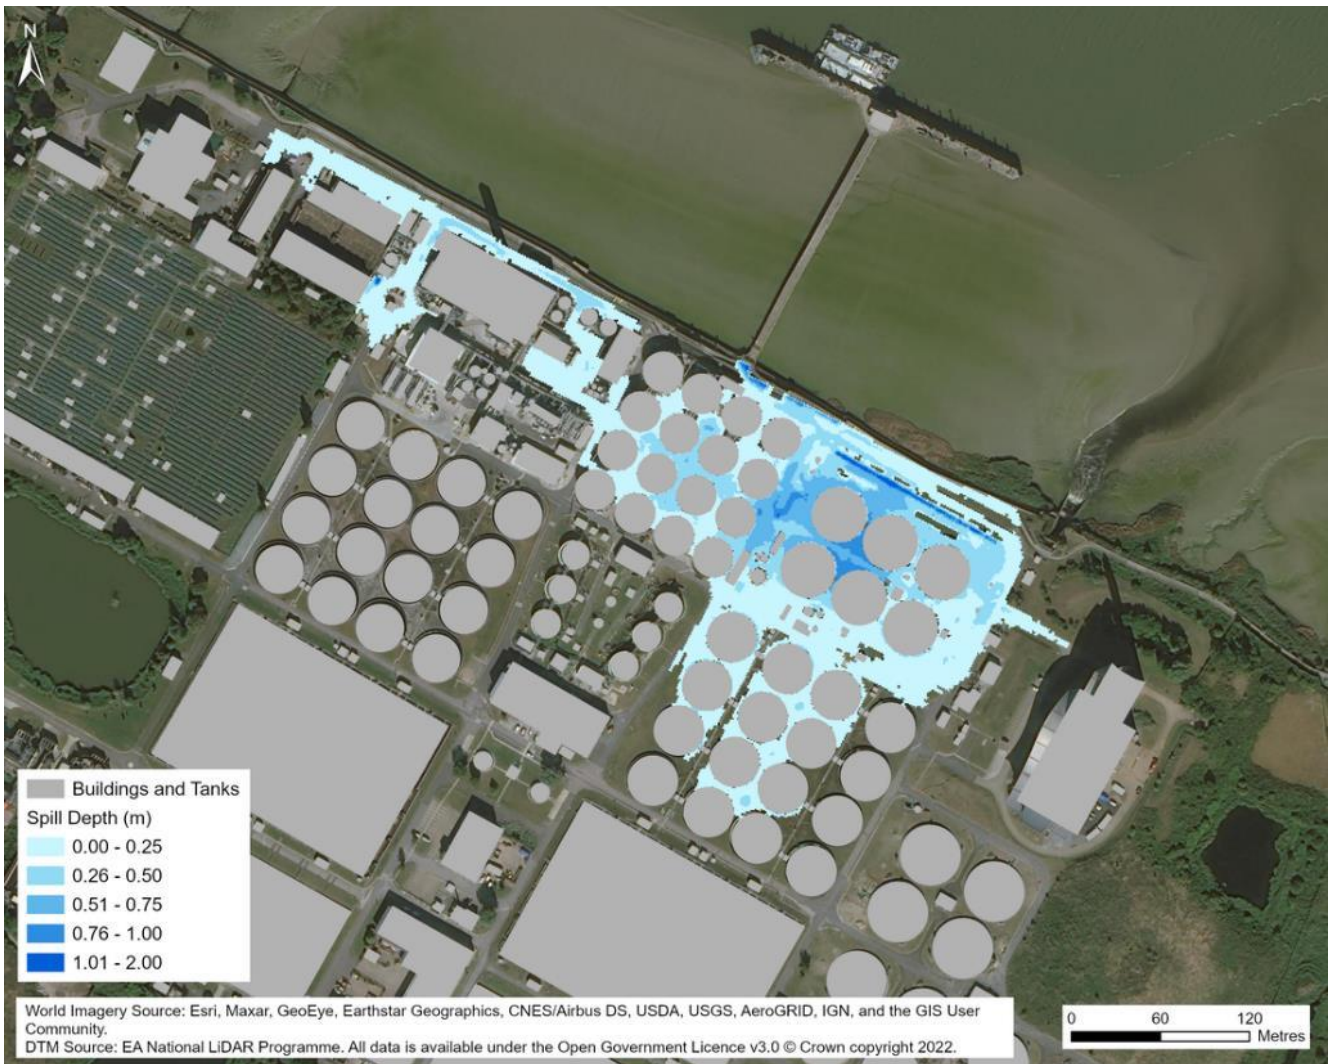 N
Buildings and Tanks
Spill Depth (m)
0.00 - 0.25
0.26 - 0.50
0.51 - 0.75
0.76 - 1.00
1.01 - 2.00
World Imagery Source: Esri, Maxar, GeoEye, Earthstar Geographics, CNES/Airbus DS, USDA, USGS, AeroGRID, IGN, and the GIS User
Community.
DTM Source: EA National LiDAR Programme. All data is available under the Open Government Licence v3.0 © Crown copyright 2022.
0 60 120
Metres